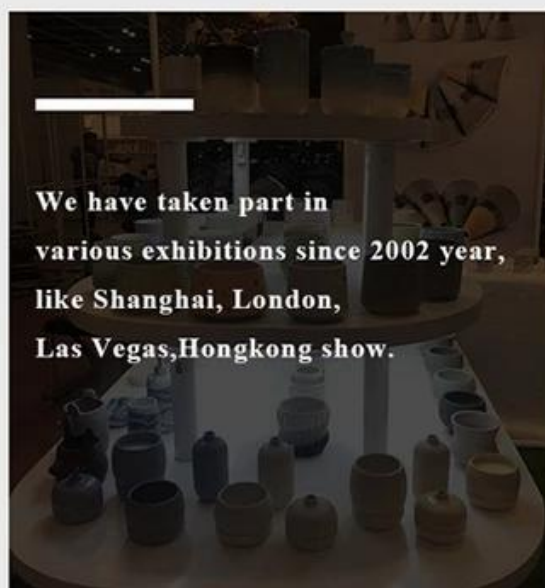 We have taken part in
various exhibitions since 2002 year,
like Shanghai, London,
Las Vegas,Hongkong show.